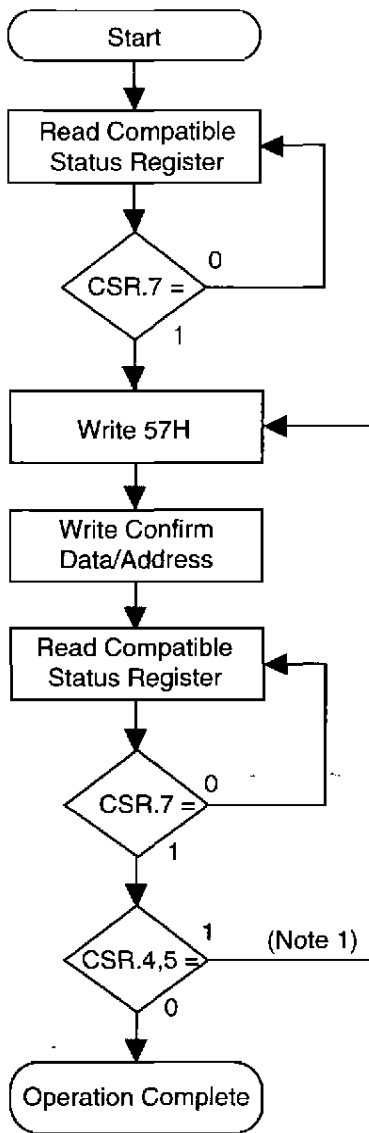 Start
Read Compatible
Status Register
0
CSR.7 =
1
Write 57H
Write Confirm
Data/Address
Read Compatible
Status Register
0
CSR.7 =
1
1
(Note 1)
CSR.4,5 =
0
Operation Complete